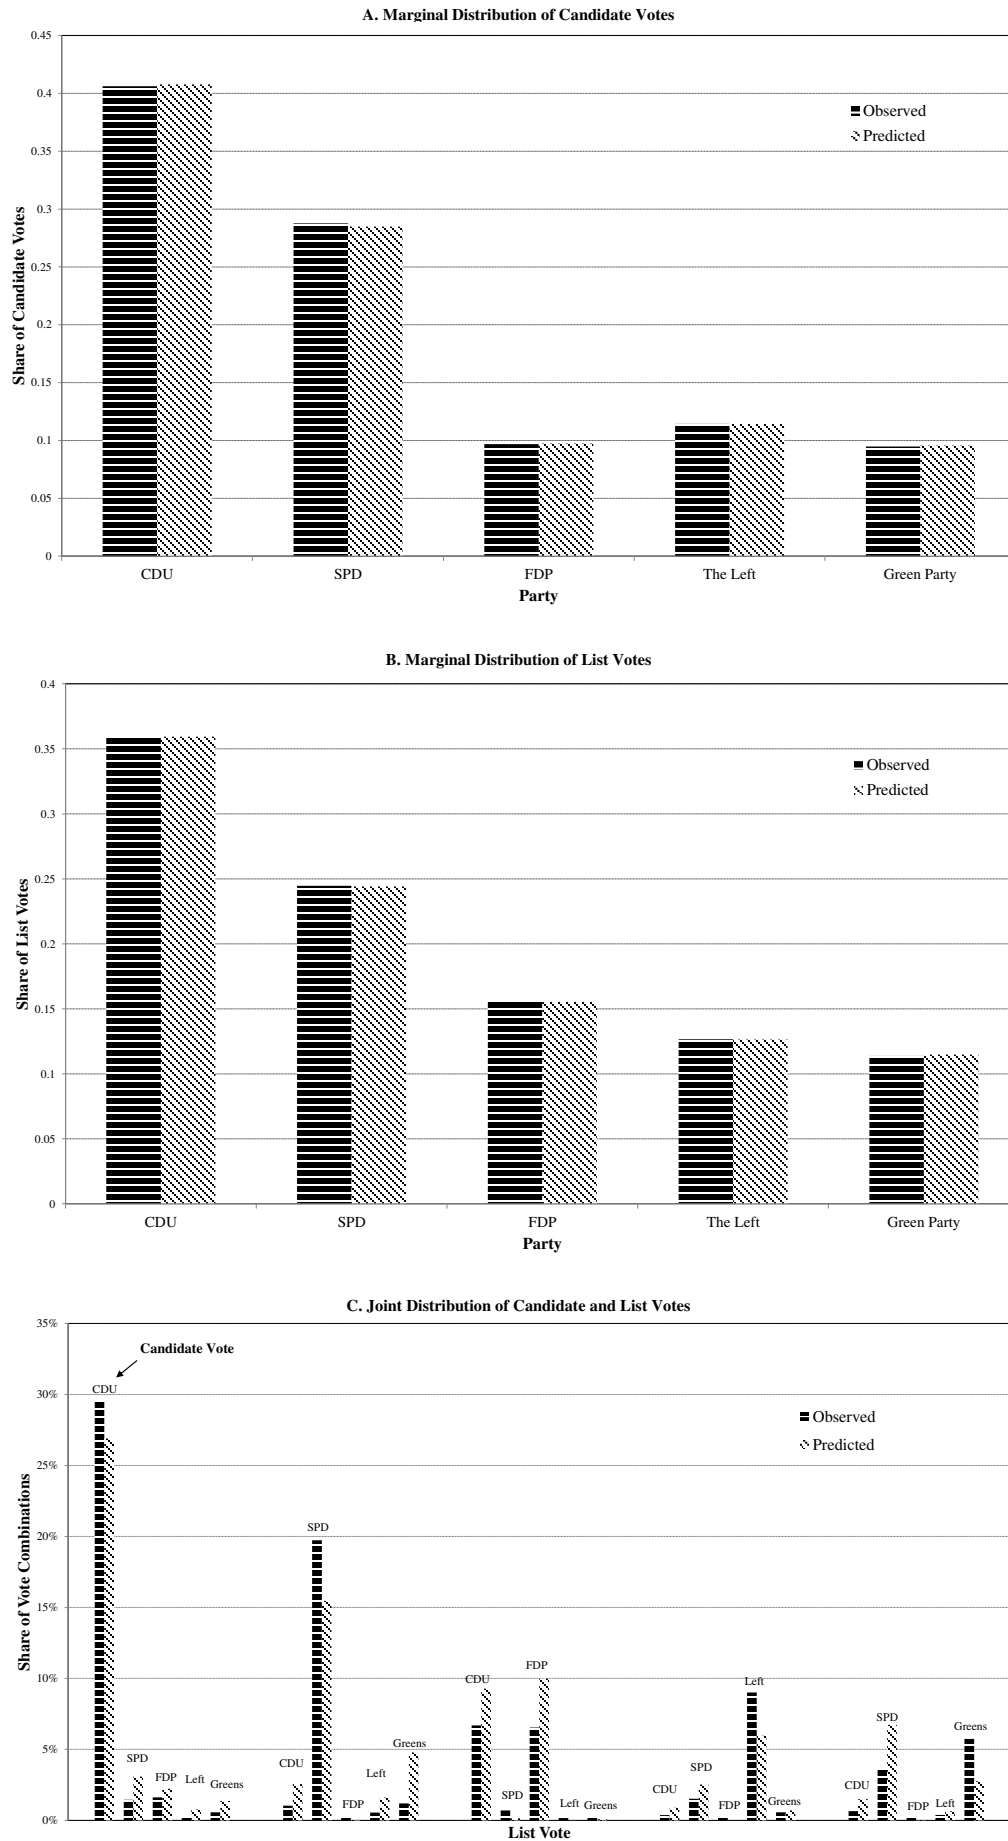 A. Marginal Distribution of Candidate Votes
0.45
0.4
0.35
0.3
0.25
0.2
0.15
0.1
0.05
0
Share of Candidate Votes
Observed
Predicted
CDU SPD FDP The Left Green Party
Party
B. Marginal Distribution of List Votes
0.4
0.35
0.3
0.25
0.2
0.15
0.1
0.05
0
Share of List Votes
Observed
Predicted
CDU SPD FDP The Left Green Party
Party
C. Joint Distribution of Candidate and List Votes
35%
30%
25%
20%
15%
10%
5%
0%
Share of Vote Combinations
Candidate Vote
Observed
Predicted
CDU SPD FDP Left Greens
CDU SPD FDP Left Greens
CDU SPD FDP Left Greens
CDU SPD FDP Left Greens
CDU SPD FDP Left Greens
List Vote